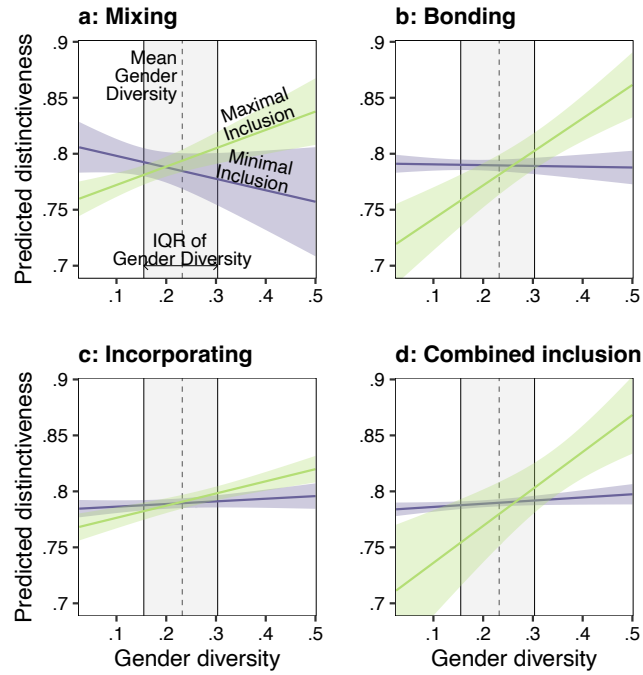 a: Mixing
b: Bonding
Predicted distinctiveness
.9
.85
.8
.75
.7
Mean
Gender
Diversity
Maximal
Inclusion
Minimal
Inclusion
IQR of
Gender Diversity
.1 .2 .3 .4 .5
.9
.85
.8
.75
.7
.1 .2 .3 .4 .5
c: Incorporating
d: Combined inclusion
Predicted distinctiveness
.9
.85
.8
.75
.7
.1 .2 .3 .4 .5
Gender diversity
.9
.85
.8
.75
.7
.1 .2 .3 .4 .5
Gender diversity